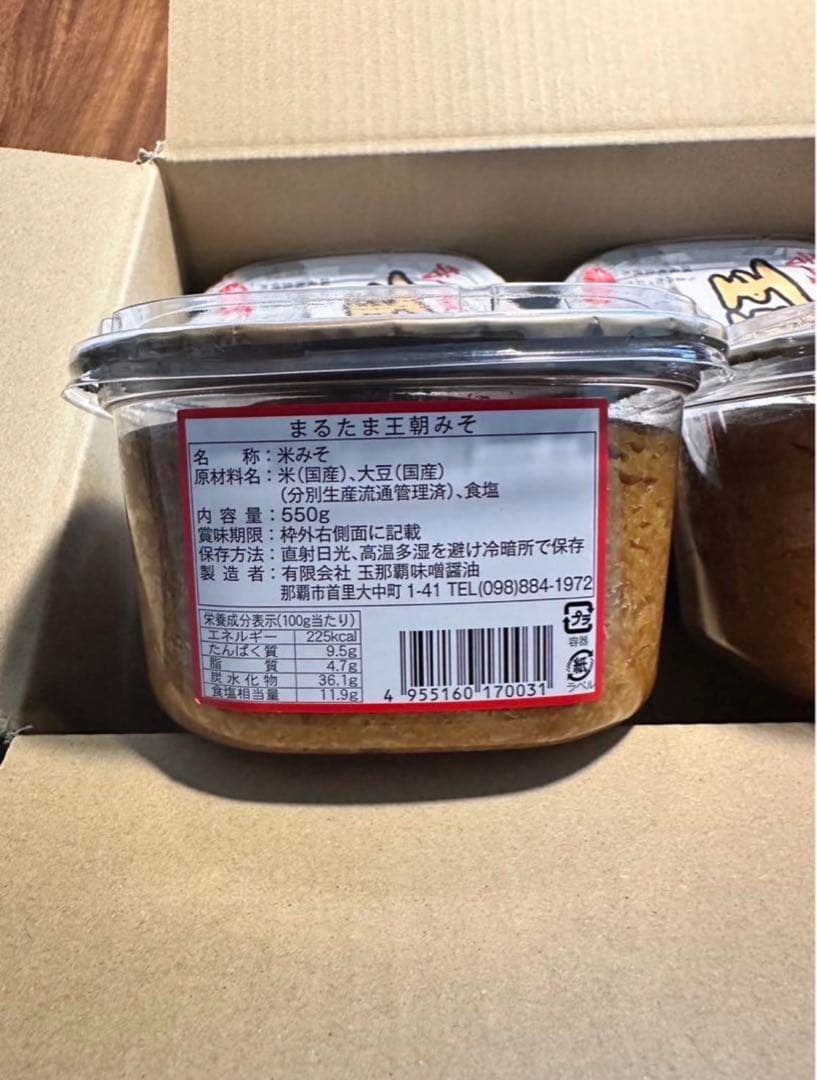 まるたま王朝みそ
名　　称：米みそ
原材料名：米(国産)、大豆(国産)
(分別生産流通管理済)、食塩
内 容 量：550g
賞味期限：枠外右側面に記載
保存方法：直射日光、高温多湿を避け冷暗所で保存
製 造 者：有限会社 玉那覇味噌醤油
那覇市首里大中町 1-41 TEL(098)884-1972
栄養成分表示(100g当たり)
エネルギー 225kcal
たんぱく質 9.5g
脂　　質 4.7g
炭水化物 36.1g
食塩相当量 11.9g
4 955160 170031
プラ
容器
紙
ラベル